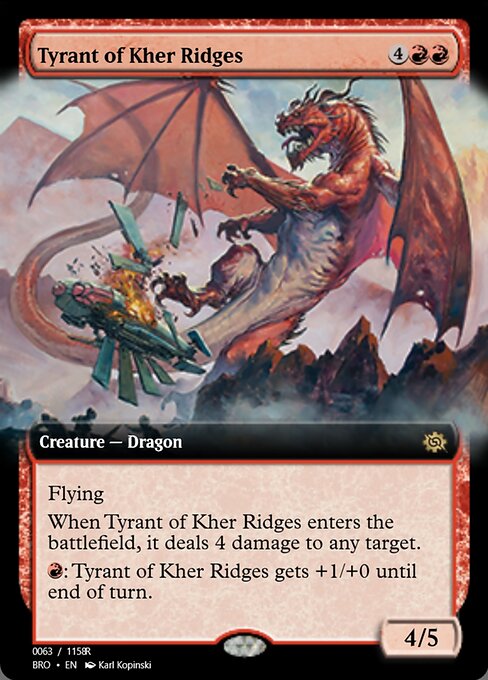 Tyrant of Kher Ridges 4
Creature — Dragon
Flying
When Tyrant of Kher Ridges enters the
battlefield, it deals 4 damage to any target.
: Tyrant of Kher Ridges gets +1/+0 until
end of turn.
4/5
0063 / 1158R
BRO • EN Karl Kopinski